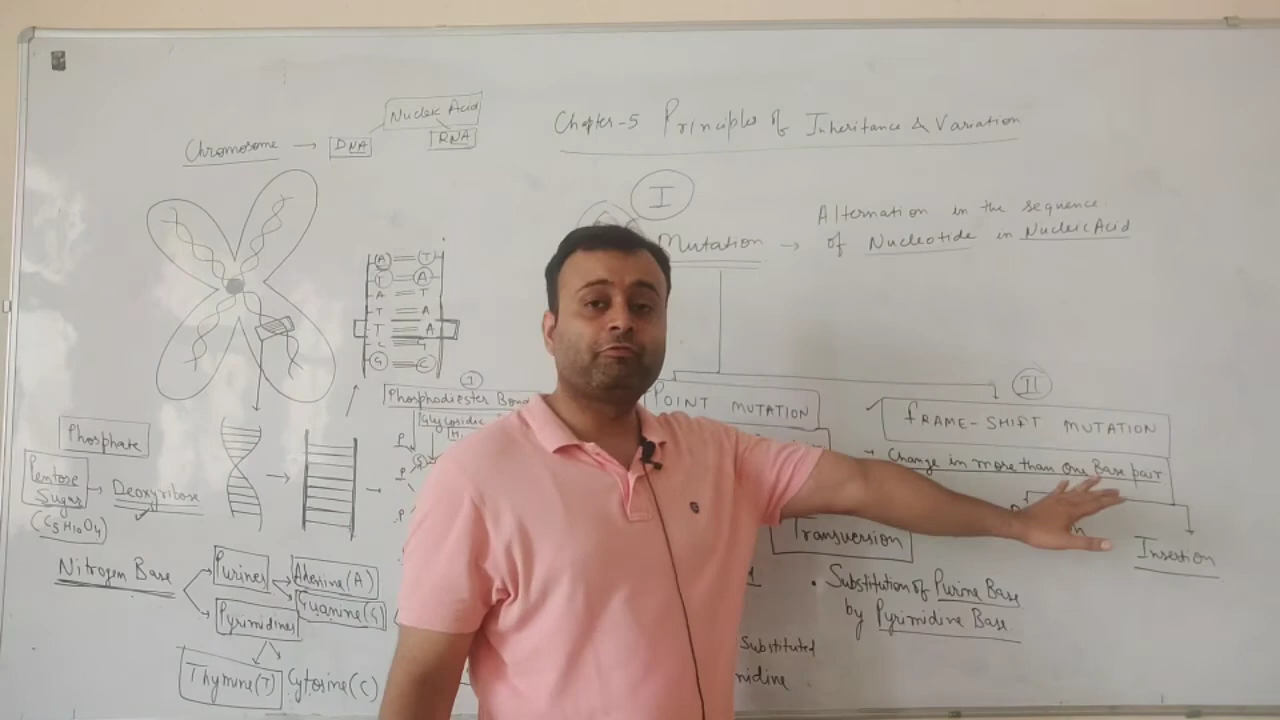 Nucleic Acid
Chromosome → DNA
RNA
Chapter-5 Principles of Inheritance & Variation
I
Mutation → Alternation in the sequence
of Nucleotide in Nucleic Acid
A T
T A
A T
T A
T A
C G
G C
1
Phosphodiester Bond
Glycosidic
Phosphate
Pentose
Sugar → Deoxyribose
(C5H10O4)
Nitrogen Base
Purines
Adenine (A)
Guanine (G)
Pyrimidines
Thymine (T) Cytosine (C)
P
P
P
POINT MUTATION
II
FRAME-SHIFT MUTATION
→ Change in more than one Base pair
Insertion
Transversion
• Substitution of Purine Base
by Pyrimidine Base
Substituted